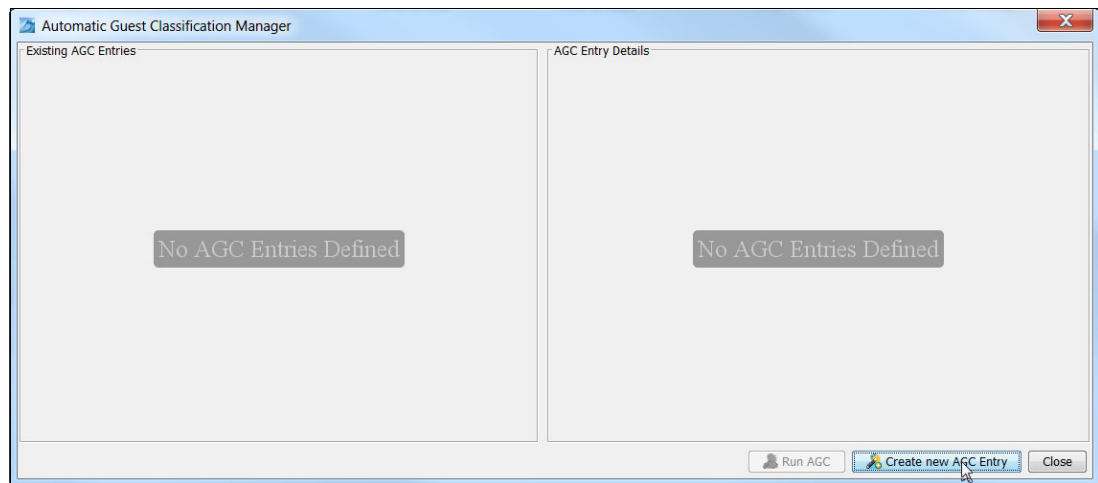 Automatic Guest Classification Manager
X
Existing AGC Entries
AGC Entry Details
No AGC Entries Defined
No AGC Entries Defined
Run AGC
Create new AGC Entry
Close